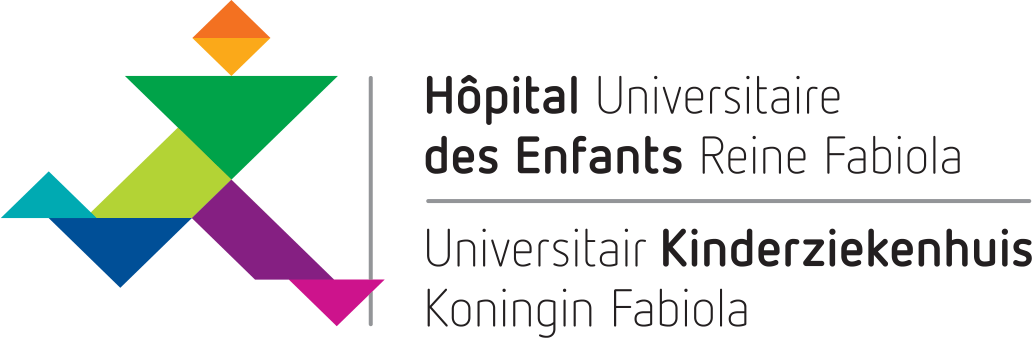 Hôpital Universitaire
des Enfants Reine Fabiola
Universitair Kinderziekenhuis
Koningin Fabiola